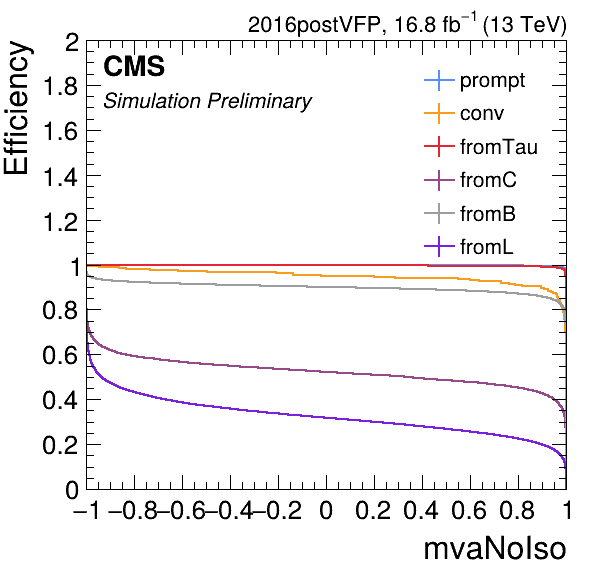 2016postVFP, 16.8 fb⁻¹ (13 TeV)
Efficiency
CMS
Simulation Preliminary
prompt
conv
fromTau
fromC
fromB
fromL
2
1.8
1.6
1.4
1.2
1
0.8
0.6
0.4
0.2
0
−1 −0.8 −0.6 −0.4 −0.2 0 0.2 0.4 0.6 0.8 1
mvaNoIso